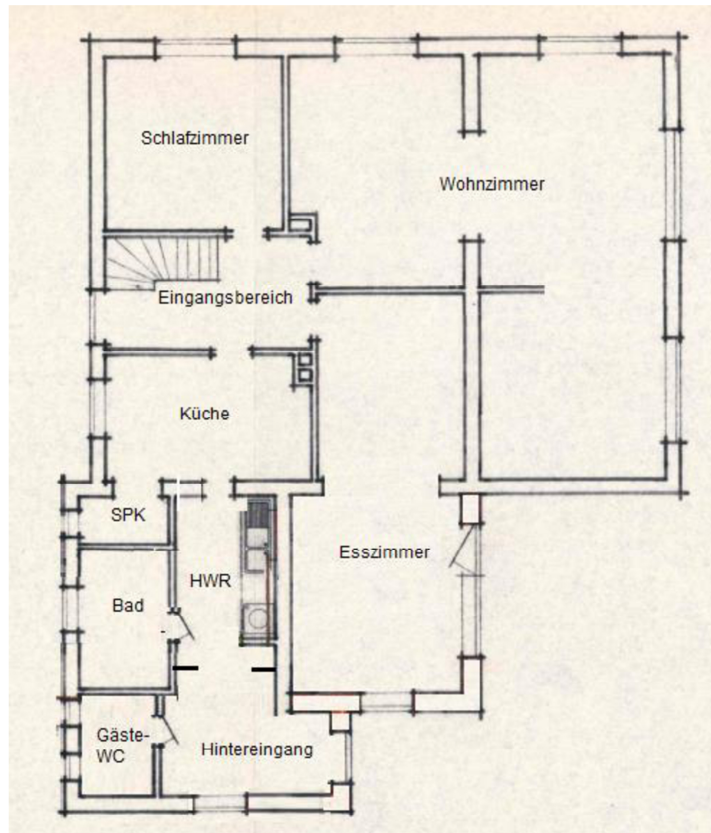 Schlafzimmer
Wohnzimmer
Eingangsbereich
Küche
SPK
Esszimmer
HWR
Bad
Gäste-
WC
Hintereingang